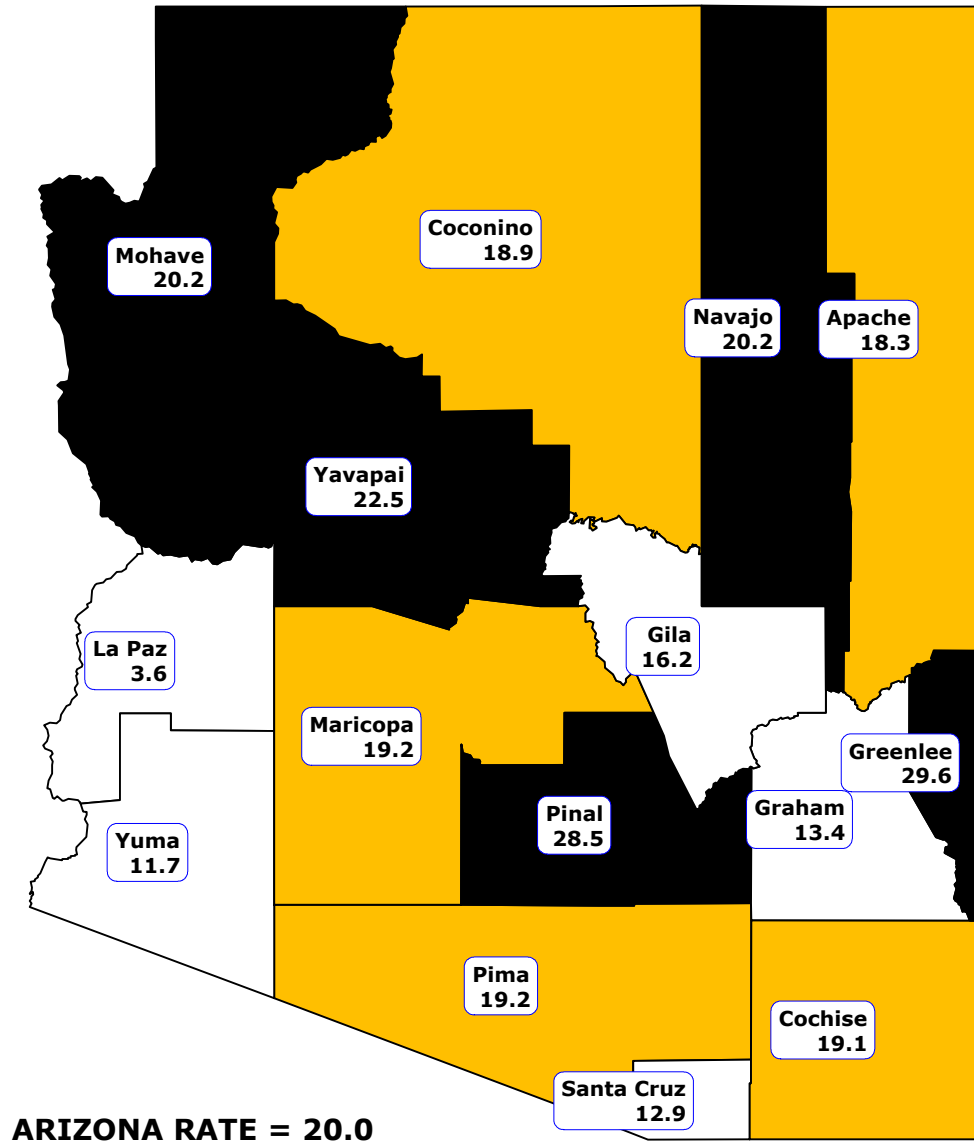 Coconino
18.9
Mohave
20.2
Navajo
20.2
Apache
18.3
Yavapai
22.5
Gila
16.2
La Paz
3.6
Maricopa
19.2
Greenlee
29.6
Graham
13.4
Pinal
28.5
Yuma
11.7
Pima
19.2
Cochise
19.1
Santa Cruz
12.9
ARIZONA RATE = 20.0